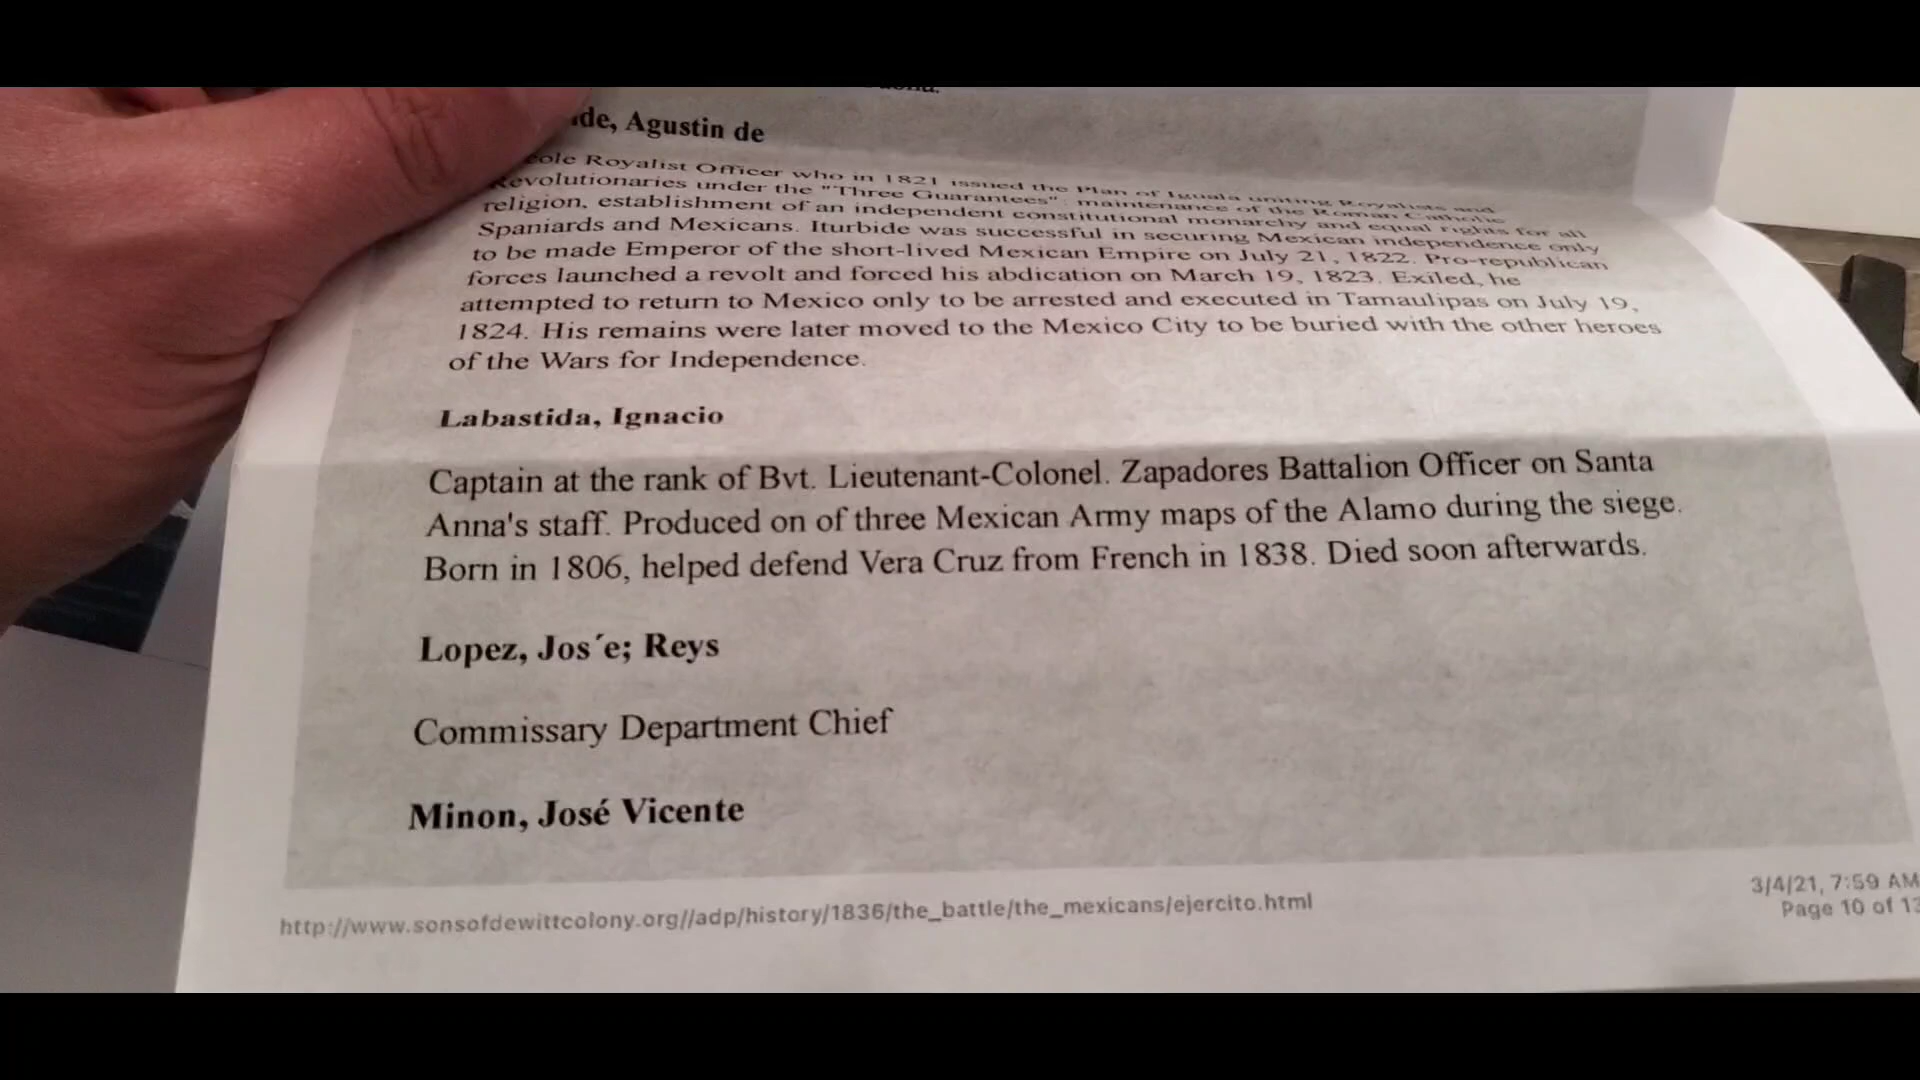 de, Agustin de
Royalist Officer who in 1821 issued the Plan of Iguala uniting Royalists and
Revolutionaries under the "Three Guarantees": maintenance of the Roman Catholic
religion, establishment of an independent constitutional monarchy and equal rights for all
Spaniards and Mexicans. Iturbide was successful in securing Mexican independence only
to be made Emperor of the short-lived Mexican Empire on July 21, 1822. Pro-republican
forces launched a revolt and forced his abdication on March 19, 1823. Exiled, he
attempted to return to Mexico only to be arrested and executed in Tamaulipas on July 19,
1824. His remains were later moved to the Mexico City to be buried with the other heroes
of the Wars for Independence.
Labastida, Ignacio
Captain at the rank of Bvt. Lieutenant-Colonel. Zapadores Battalion Officer on Santa
Anna's staff. Produced on of three Mexican Army maps of the Alamo during the siege.
Born in 1806, helped defend Vera Cruz from French in 1838. Died soon afterwards.
Lopez, Jos´e; Reys
Commissary Department Chief
Minon, José Vicente
http://www.sonsofdewittcolony.org//adp/history/1836/the_battle/the_mexicans/ejercito.html
3/4/21, 7:59 AM
Page 10 of 13